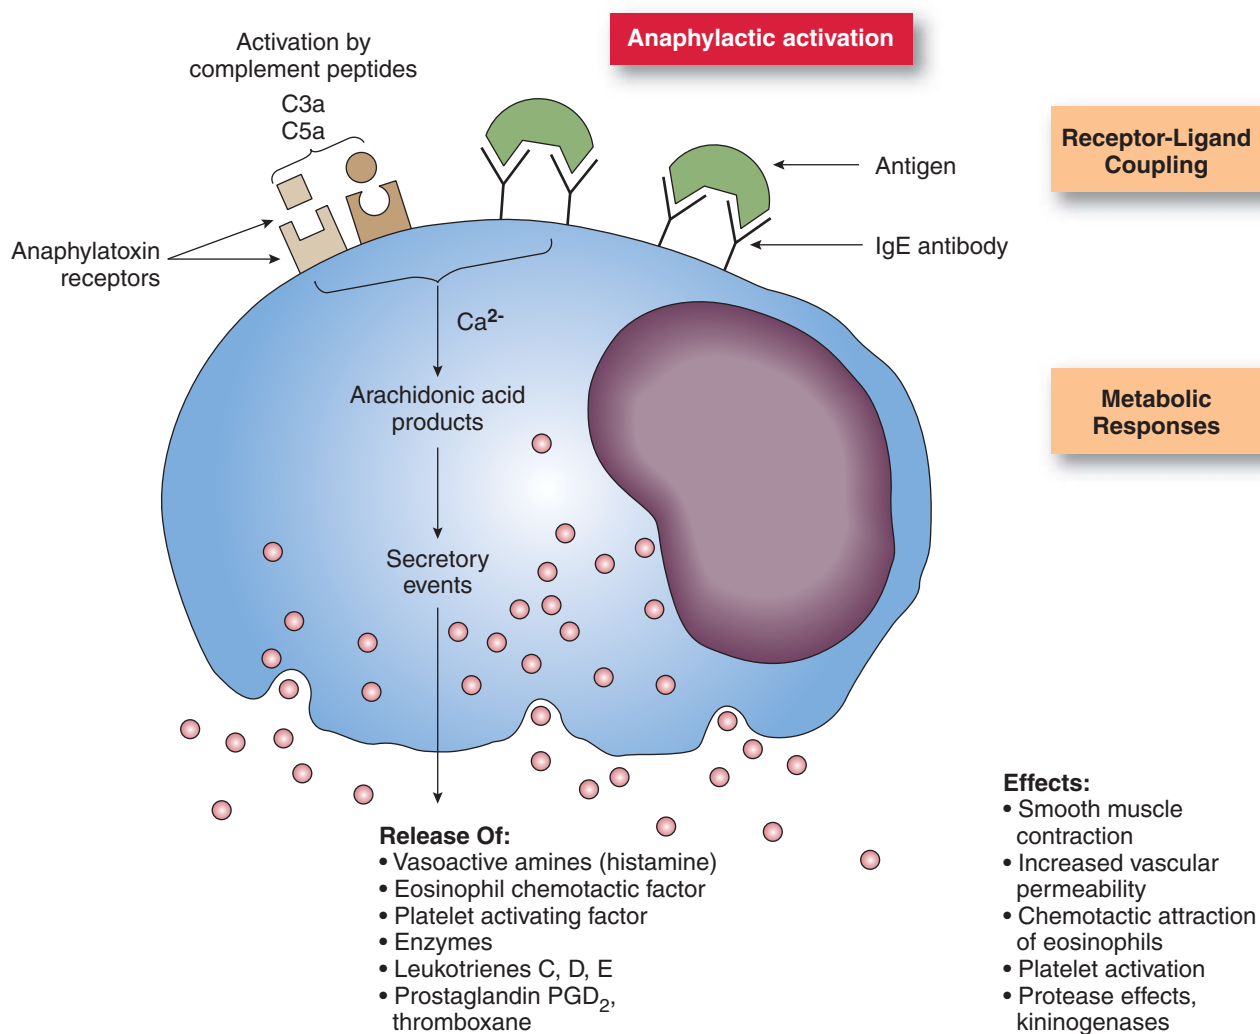 Anaphylactic activation
Activation by
complement peptides
C3a
C5a
Receptor-Ligand
Coupling
Antigen
IgE antibody
Anaphylatoxin
receptors
Ca²⁻
Arachidonic acid
products
Metabolic
Responses
Secretory
events
Release Of:
• Vasoactive amines (histamine)
• Eosinophil chemotactic factor
• Platelet activating factor
• Enzymes
• Leukotrienes C, D, E
• Prostaglandin PGD₂,
thromboxane
Effects:
• Smooth muscle
contraction
• Increased vascular
permeability
• Chemotactic attraction
of eosinophils
• Platelet activation
• Protease effects,
kininogenases